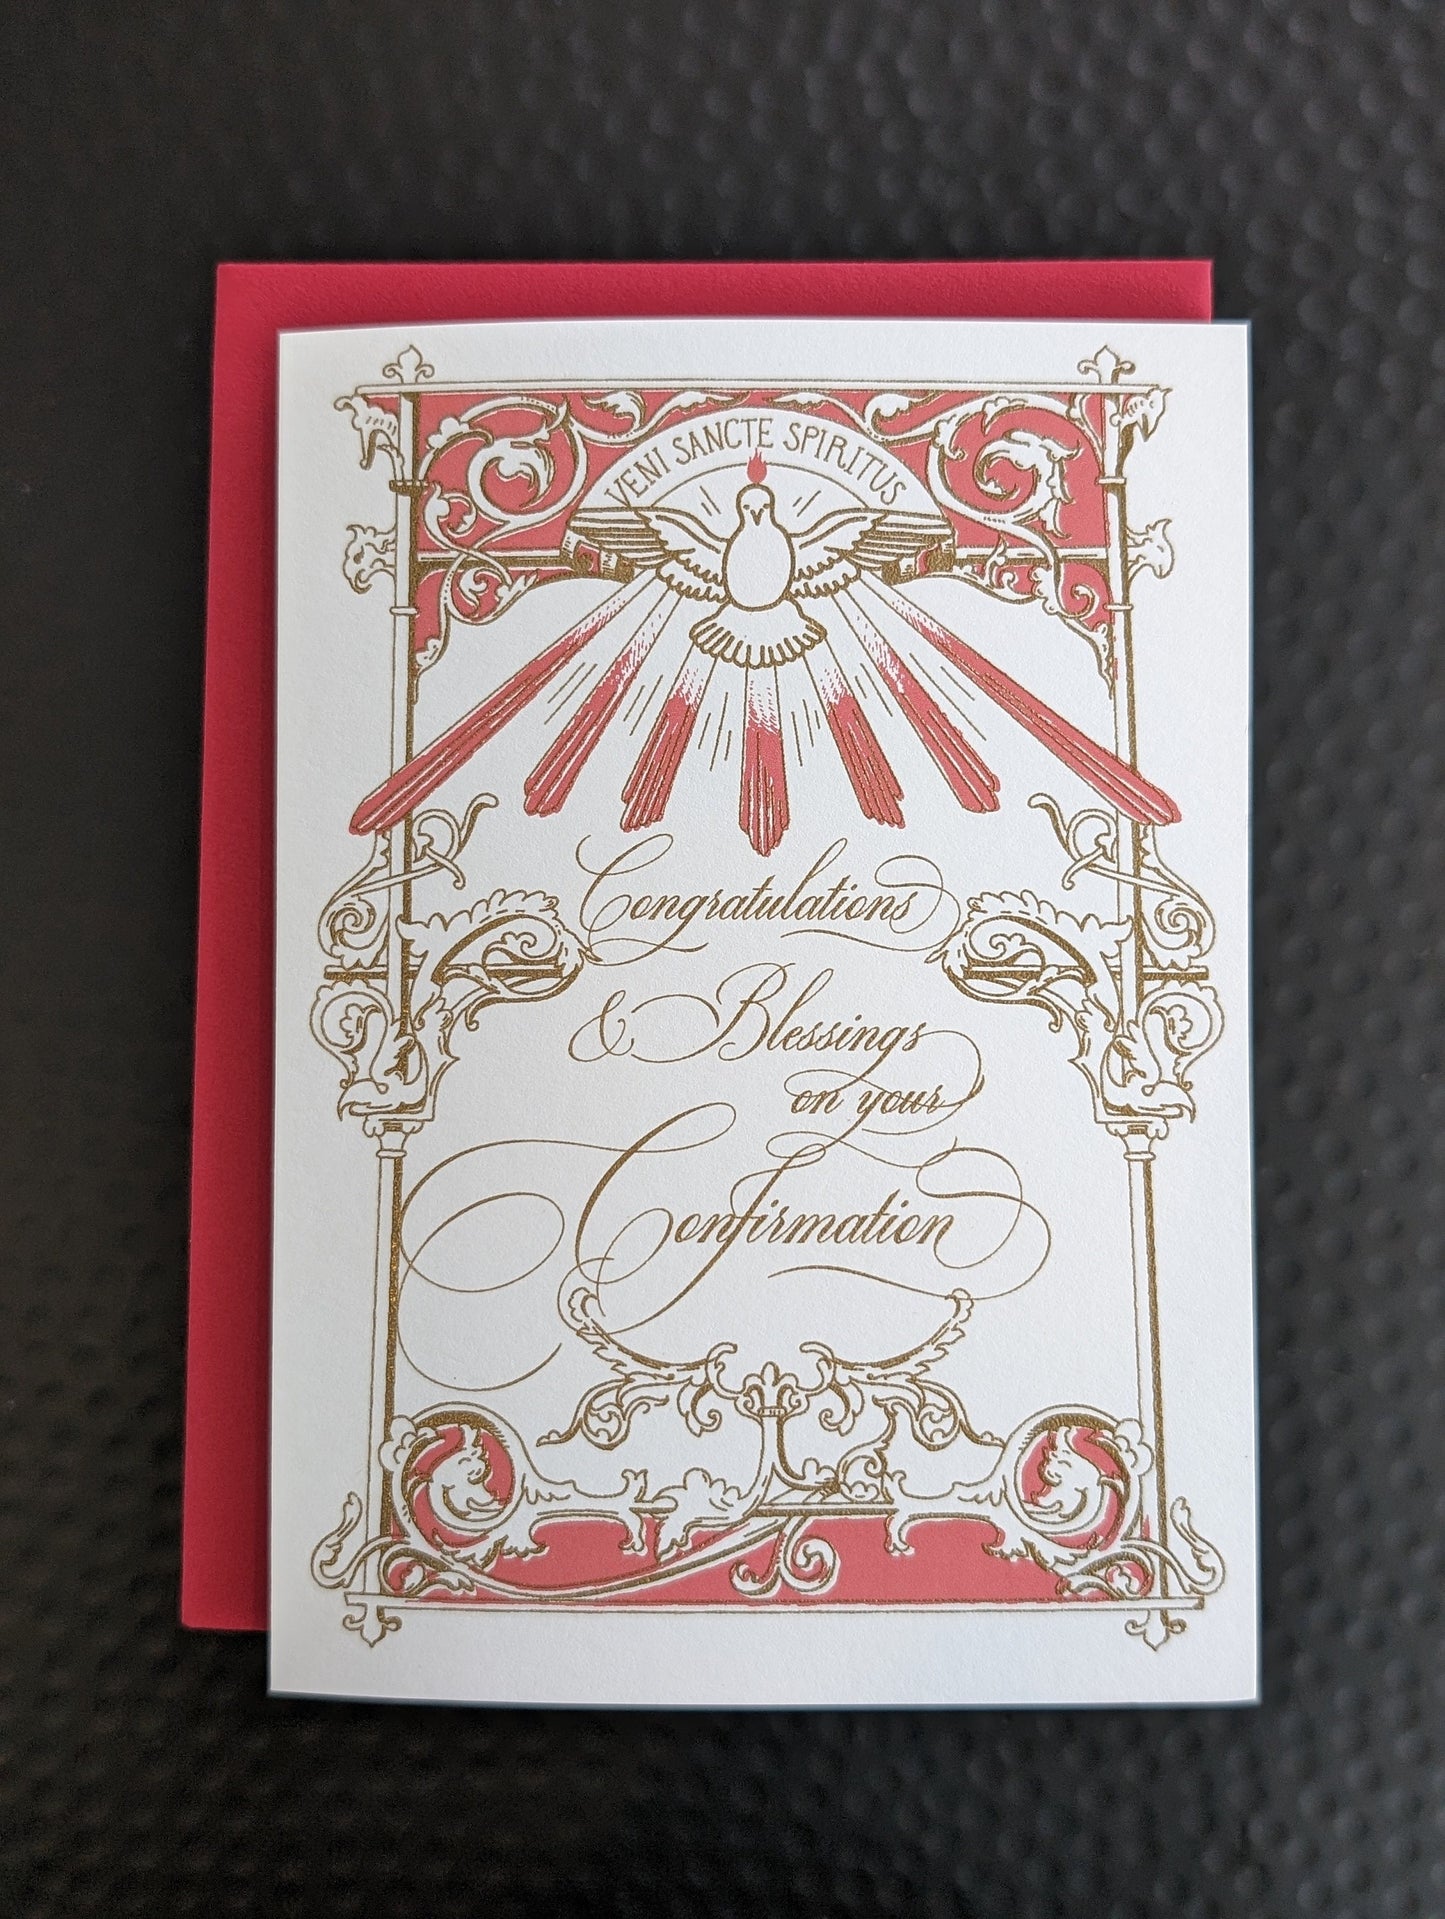 VENI SANCTE SPIRITUS
Congratulations
& Blessings
on your
Confirmation